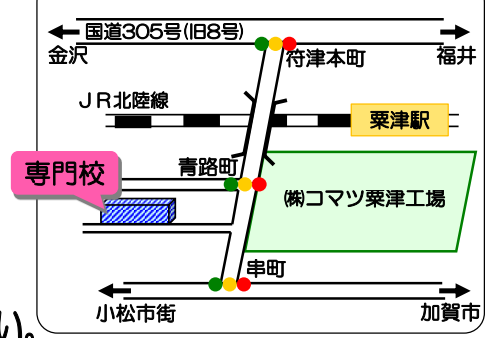 国道305号(旧8号)
金沢
福井
符津本町
JR北陸線
粟津駅
青路町
専門校
㈱コマツ粟津工場
串町
小松市街
加賀市